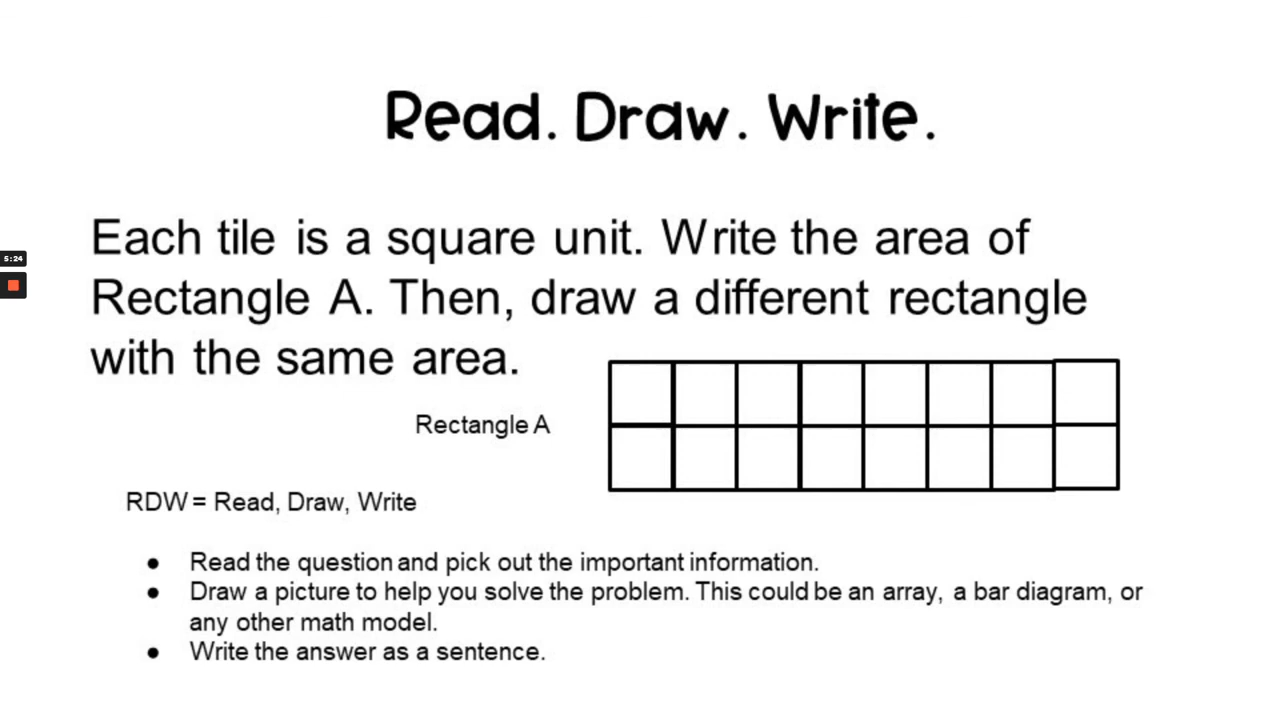 Read. Draw. Write.
Each tile is a square unit. Write the area of
Rectangle A. Then, draw a different rectangle
with the same area.
5:24
Rectangle A
RDW = Read, Draw, Write
● Read the question and pick out the important information.
● Draw a picture to help you solve the problem. This could be an array, a bar diagram, or
any other math model.
● Write the answer as a sentence.